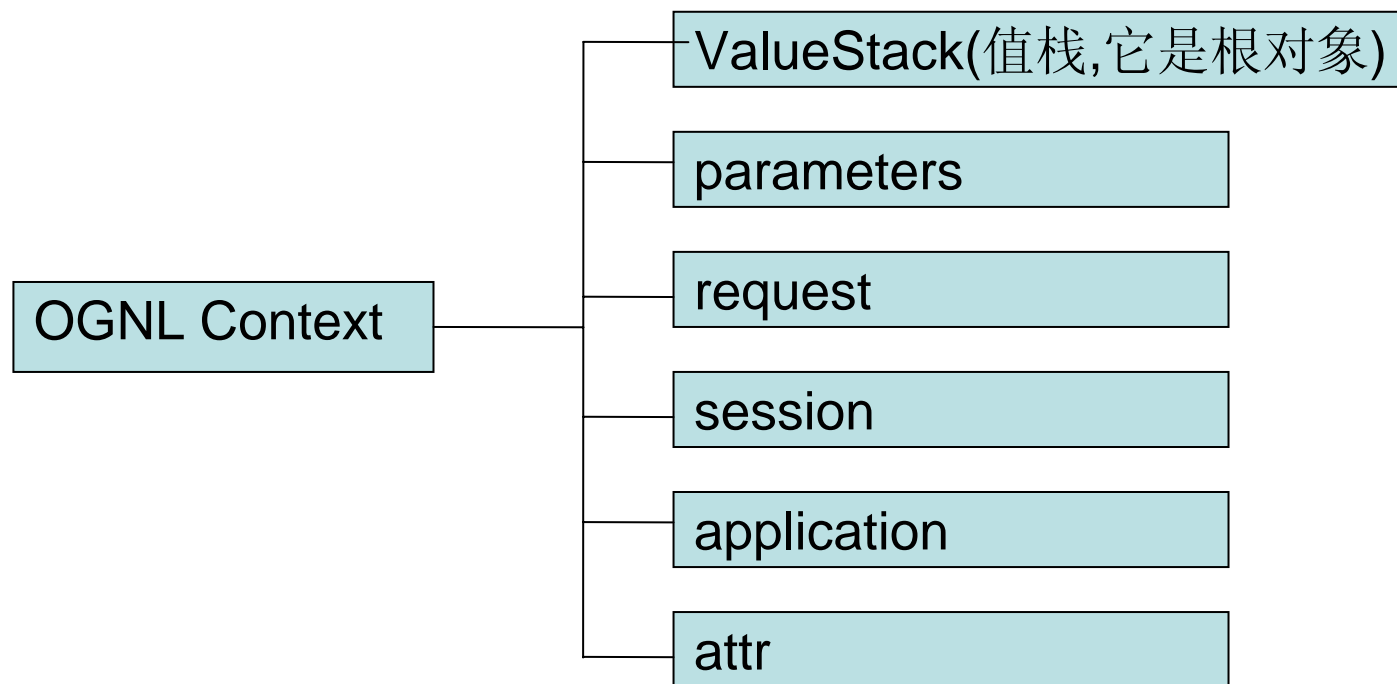 ValueStack(值栈,它是根对象)
parameters
request
OGNL Context
session
application
attr